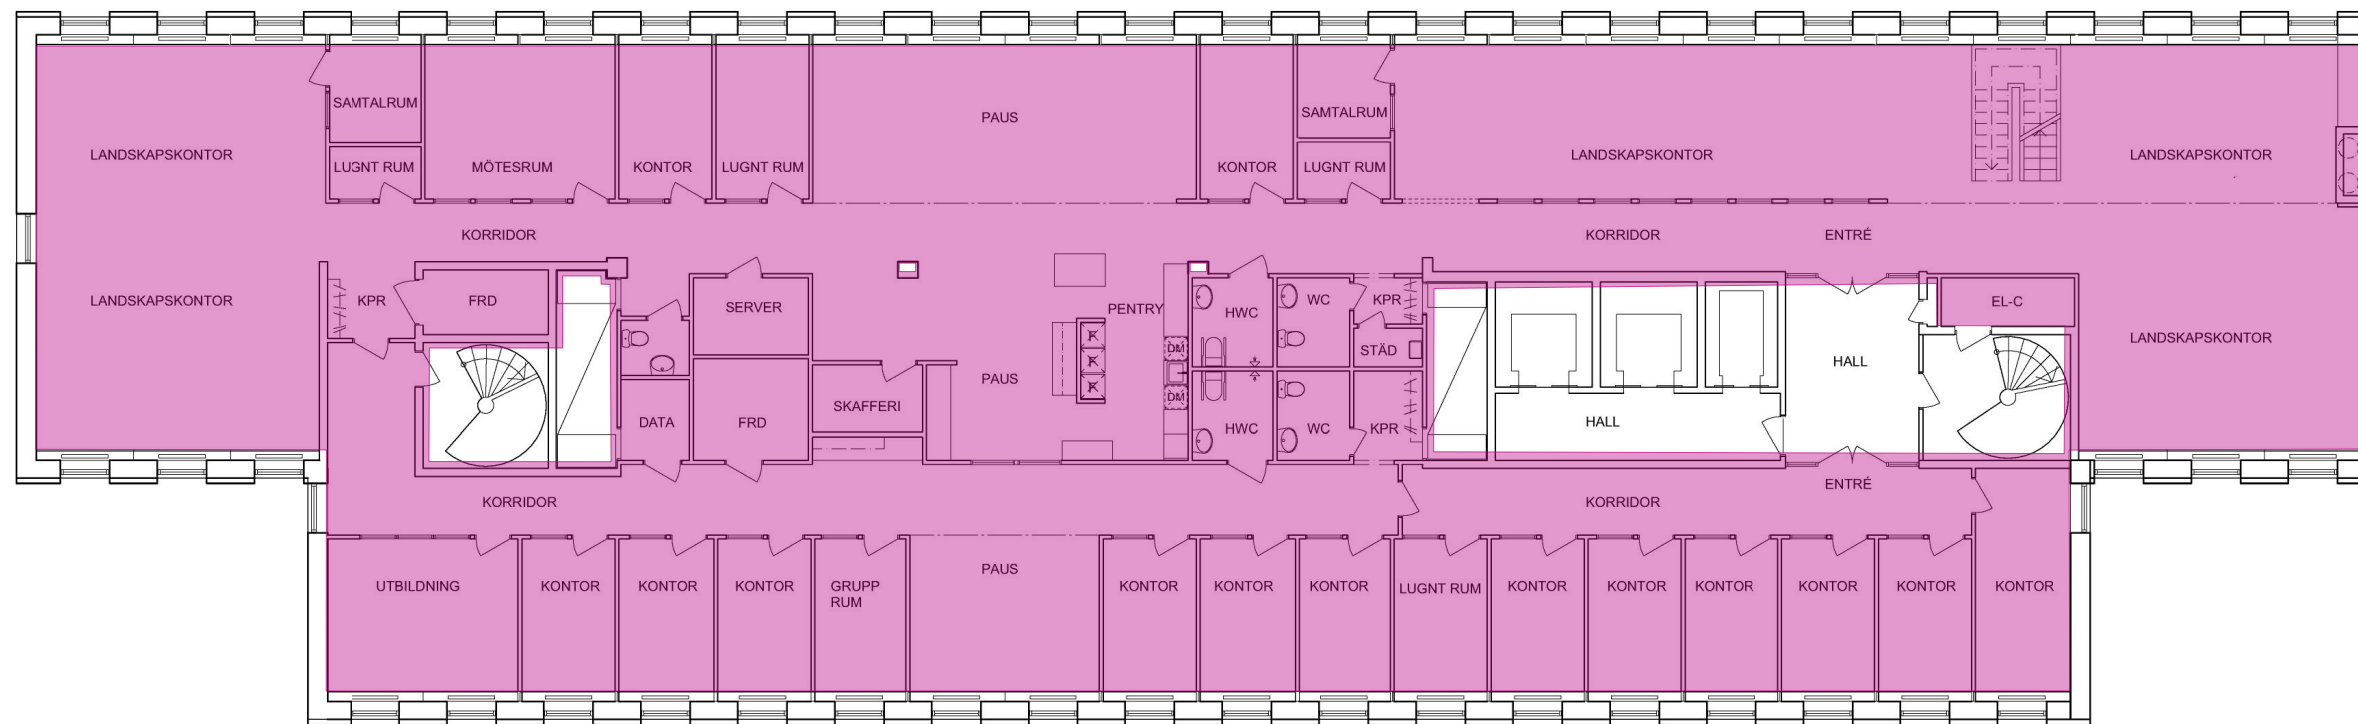 SAMTALRUM
PAUS
SAMTALRUM
LANDSKAPSKONTOR
LUGNT RUM
MÖTESRUM
KONTOR
LUGNT RUM
KONTOR
LUGNT RUM
LANDSKAPSKONTOR
LANDSKAPSKONTOR
KORRIDOR
KORRIDOR
ENTRÉ
LANDSKAPSKONTOR
KPR
FRD
SERVER
PENTRY
HWC
WC
KPR
EL-C
F
F
F
DM
DM
STÄD
HALL
LANDSKAPSKONTOR
PAUS
SKAFFERI
DATA
FRD
HWC
WC
KPR
HALL
KORRIDOR
KORRIDOR
ENTRÉ
UTBILDNING
KONTOR
KONTOR
KONTOR
GRUPP
RUM
PAUS
KONTOR
KONTOR
KONTOR
LUGNT RUM
KONTOR
KONTOR
KONTOR
KONTOR
KONTOR
KONTOR